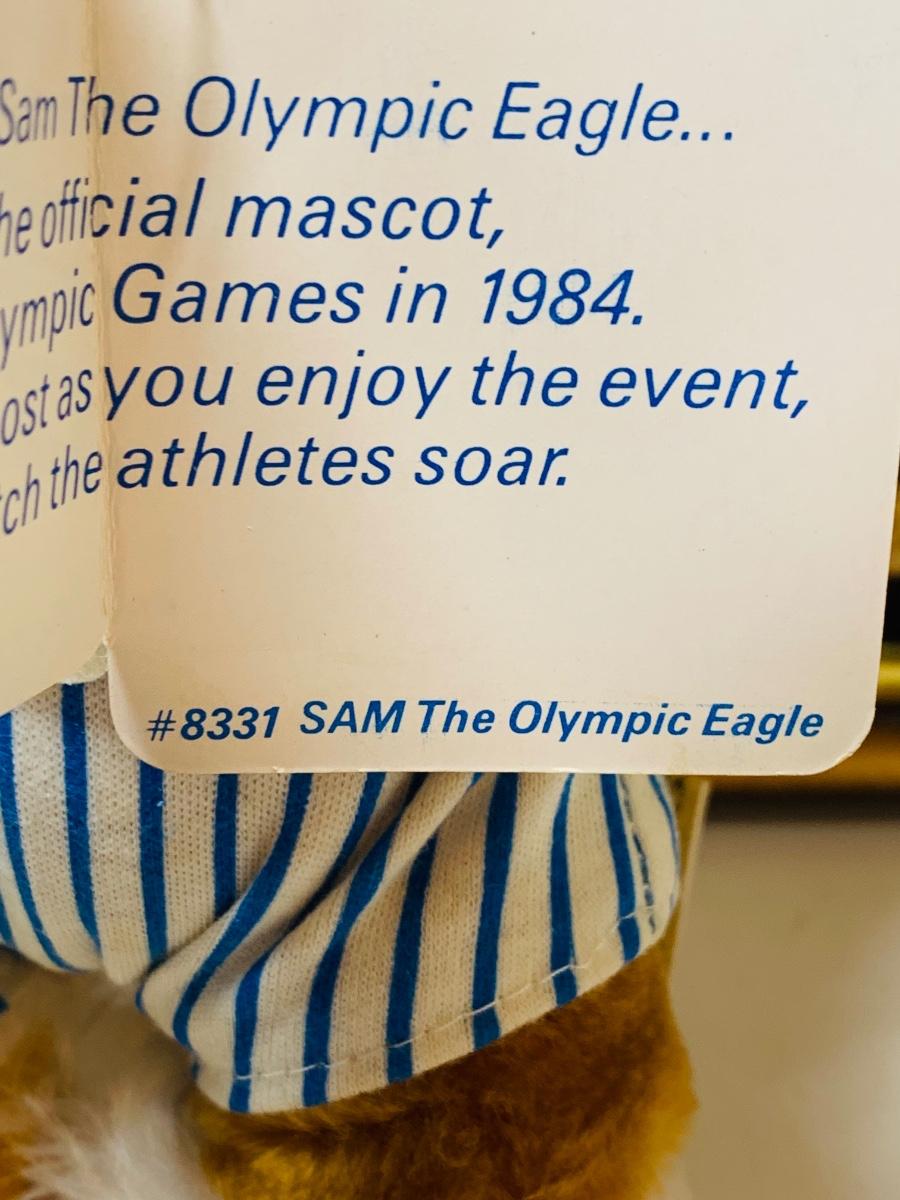 Sam The Olympic Eagle...
he official mascot,
ympic Games in 1984.
ost as you enjoy the event,
ch the athletes soar.
#8331 SAM The Olympic Eagle